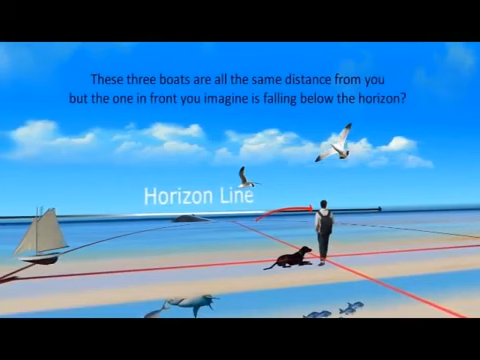 These three boats are all the same distance from you
but the one in front you imagine is falling below the horizon?
Horizon Line